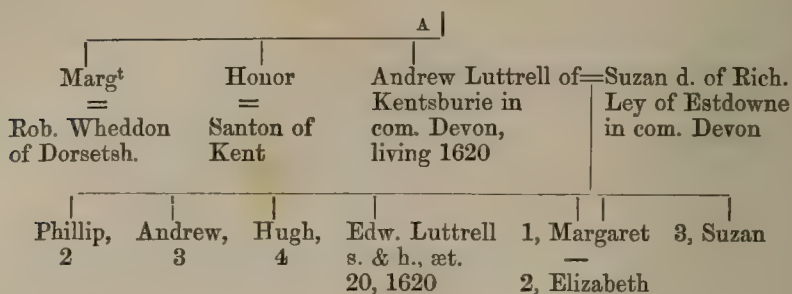 A
Margᵗ Honor Andrew Luttrell of=Suzan d. of Rich.
= = Kentsburie in Ley of Estdowne
Rob. Wheddon Santon of com. Devon, in com. Devon
of Dorsetsh. Kent living 1620
Phillip, Andrew, Hugh, Edw. Luttrell 1, Margaret 3, Suzan
2 3 4 s. & h., æt. —
20, 1620 2, Elizabeth